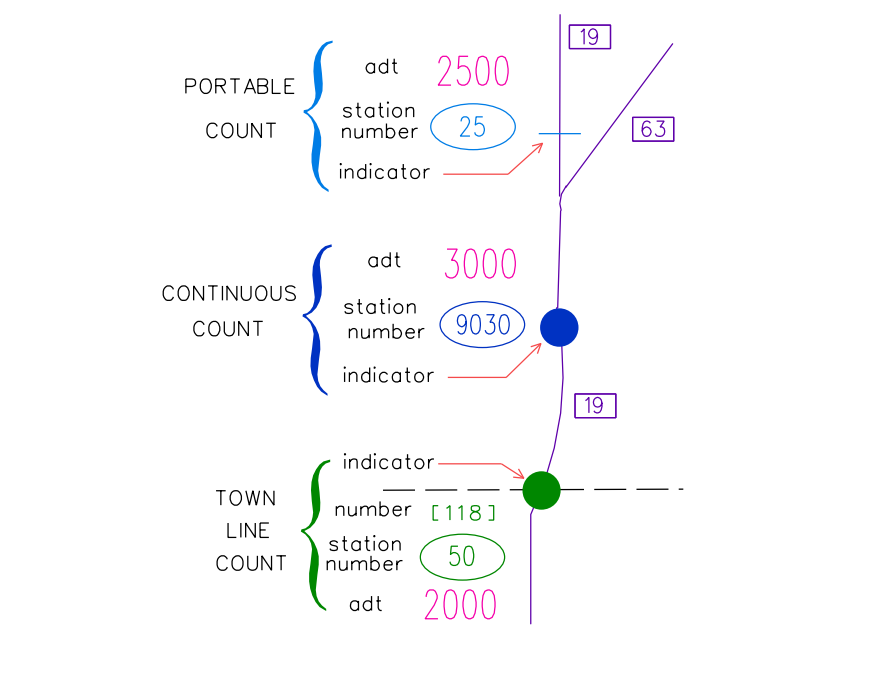 19
adt 2500
PORTABLE
COUNT
station
number
25
63
indicator
adt 3000
CONTINUOUS
COUNT
station
number
9030
indicator
19
indicator
TOWN
LINE
COUNT
number [118]
station
number
50
adt 2000